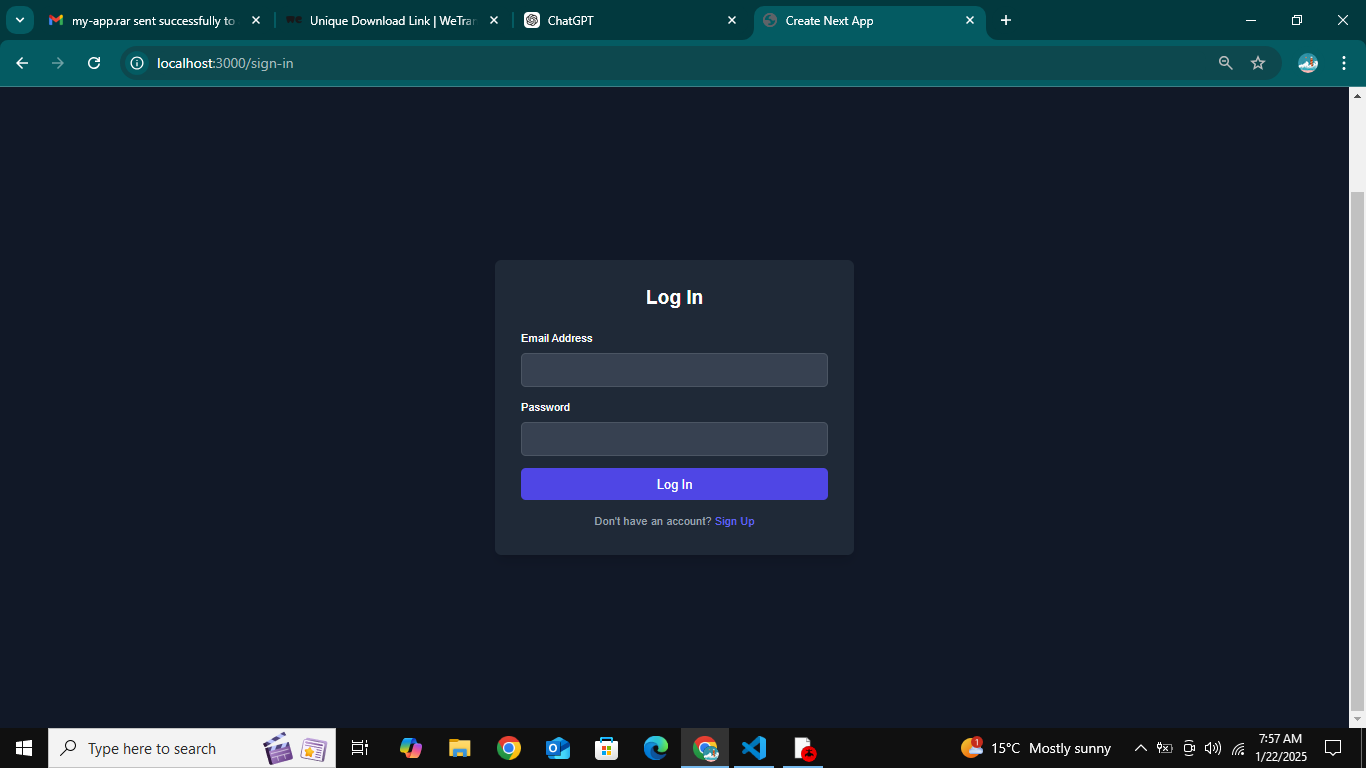 my-app.rar sent successfully to
Unique Download Link | WeTran
ChatGPT
Create Next App
localhost:3000/sign-in
Log In
Email Address
Password
Log In
Don't have an account? Sign Up
Type here to search
1
15°C Mostly sunny
7:57 AM
1/22/2025